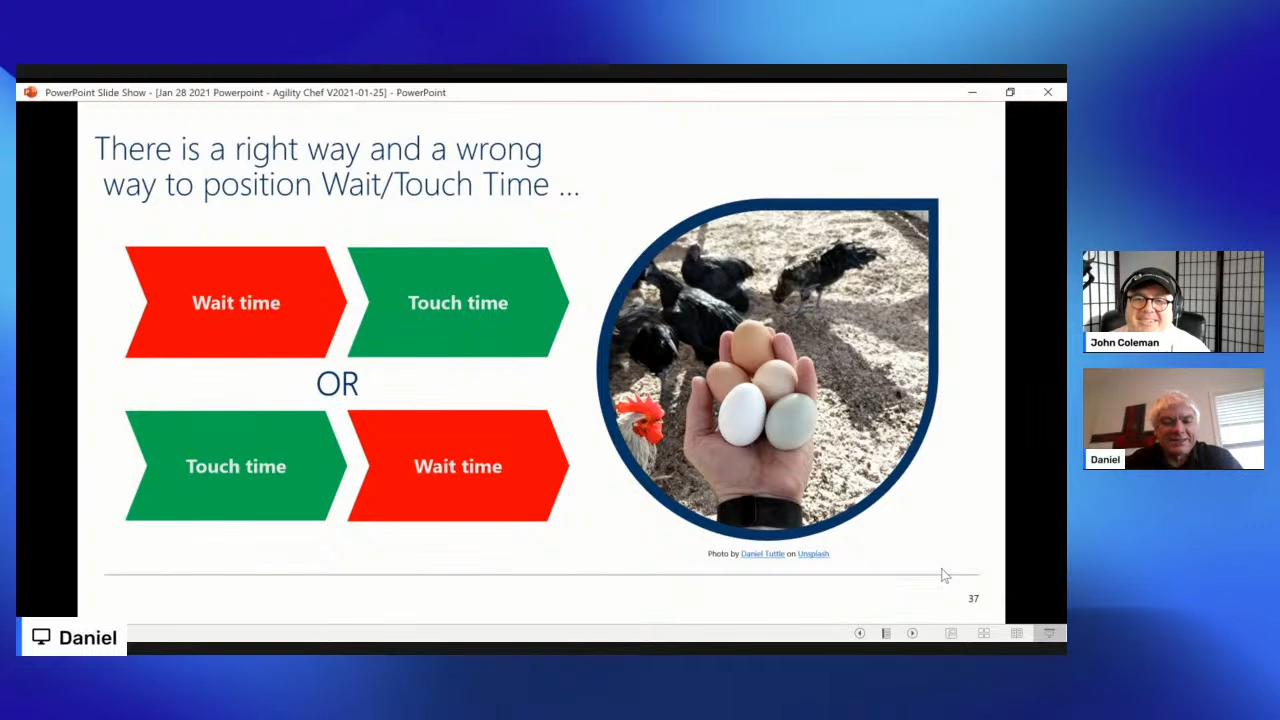 PowerPoint Slide Show - [Jan 28 2021 Powerpoint - Agility Chef V2021-01-25] - PowerPoint
There is a right way and a wrong
way to position Wait/Touch Time ...
Wait time
Touch time
OR
Touch time
Wait time
Photo by Daniel Tuttle on Unsplash
37
Daniel
John Coleman
Daniel